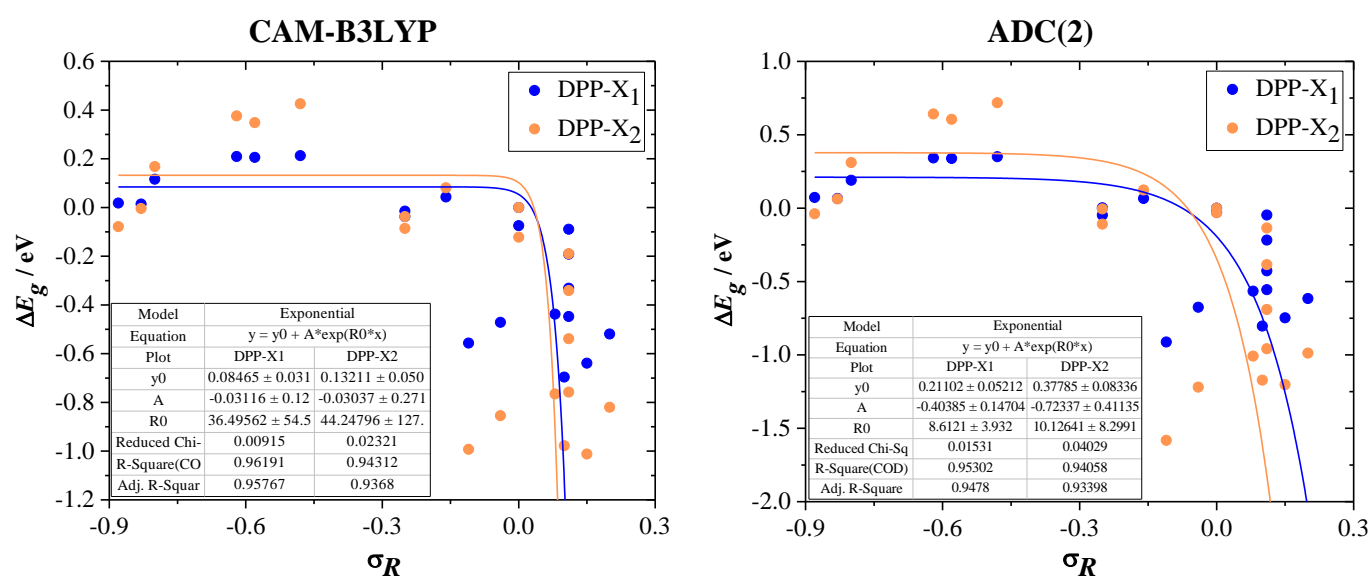 CAM-B3LYP
0.6
0.4
0.2
0.0
-0.2
-0.4
-0.6
-0.8
-1.0
-1.2
ΔEg / eV
DPP-X1
DPP-X2
Model Exponential
Equation y = y0 + A*exp(R0*x)
Plot DPP-X1 DPP-X2
y0 0.08465 ± 0.031 0.13211 ± 0.050
A -0.03116 ± 0.12 -0.03037 ± 0.271
R0 36.49562 ± 54.5 44.24796 ± 127.
Reduced Chi- 0.00915 0.02321
R-Square(CO 0.96191 0.94312
Adj. R-Squar 0.95767 0.9368
-0.9 -0.6 -0.3 0.0 0.3
σR
ADC(2)
1.0
0.5
0.0
-0.5
-1.0
-1.5
-2.0
ΔEg / eV
DPP-X1
DPP-X2
Model Exponential
Equation y = y0 + A*exp(R0*x)
Plot DPP-X1 DPP-X2
y0 0.21102 ± 0.05212 0.37785 ± 0.08336
A -0.40385 ± 0.14704 -0.72337 ± 0.41135
R0 8.6121 ± 3.932 10.12641 ± 8.2991
Reduced Chi-Sq 0.01531 0.04029
R-Square(COD) 0.95302 0.94058
Adj. R-Square 0.9478 0.93398
-0.9 -0.6 -0.3 0.0 0.3
σR